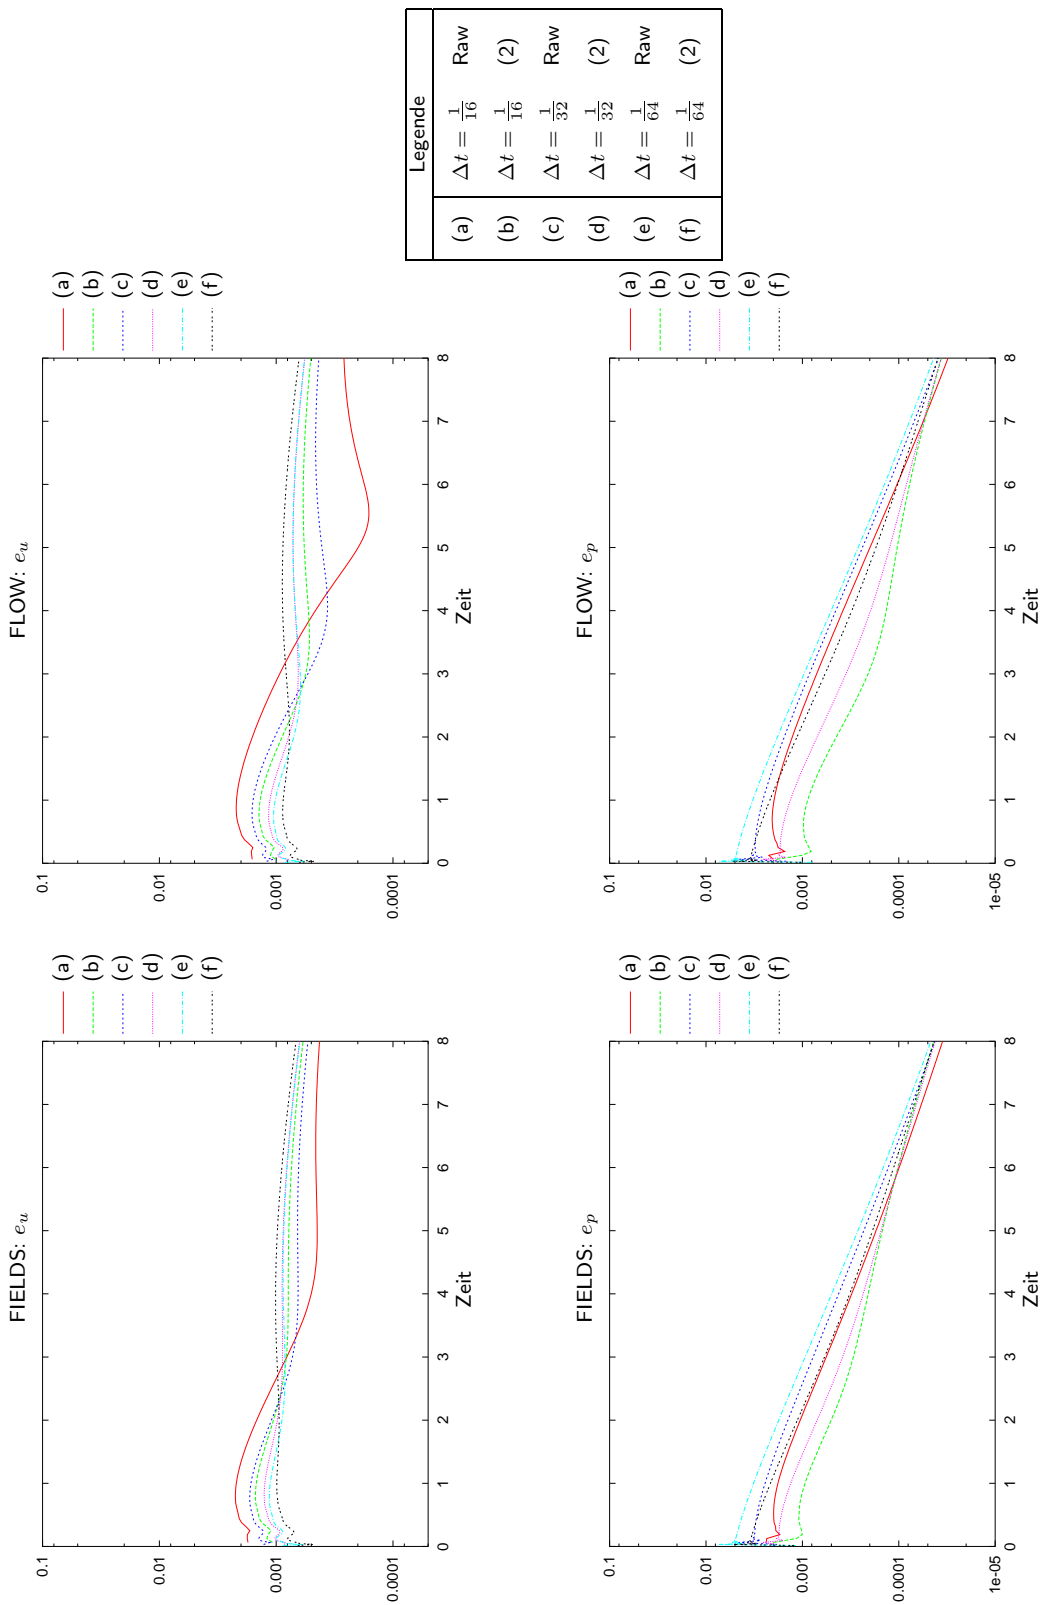 FIELDS: e_u
0.1
0.01
0.001
0.0001
0 1 2 3 4 5 6 7 8
Zeit
(a)
(b)
(c)
(d)
(e)
(f)
FLOW: e_u
0.1
0.01
0.001
0.0001
0 1 2 3 4 5 6 7 8
Zeit
(a)
(b)
(c)
(d)
(e)
(f)
FIELDS: e_p
0.1
0.01
0.001
0.0001
1e-05
0 1 2 3 4 5 6 7 8
Zeit
(a)
(b)
(c)
(d)
(e)
(f)
FLOW: e_p
0.1
0.01
0.001
0.0001
1e-05
0 1 2 3 4 5 6 7 8
Zeit
(a)
(b)
(c)
(d)
(e)
(f)
Legende
(a) Δt = 1/16 Raw
(b) Δt = 1/16 (2)
(c) Δt = 1/32 Raw
(d) Δt = 1/32 (2)
(e) Δt = 1/64 Raw
(f) Δt = 1/64 (2)